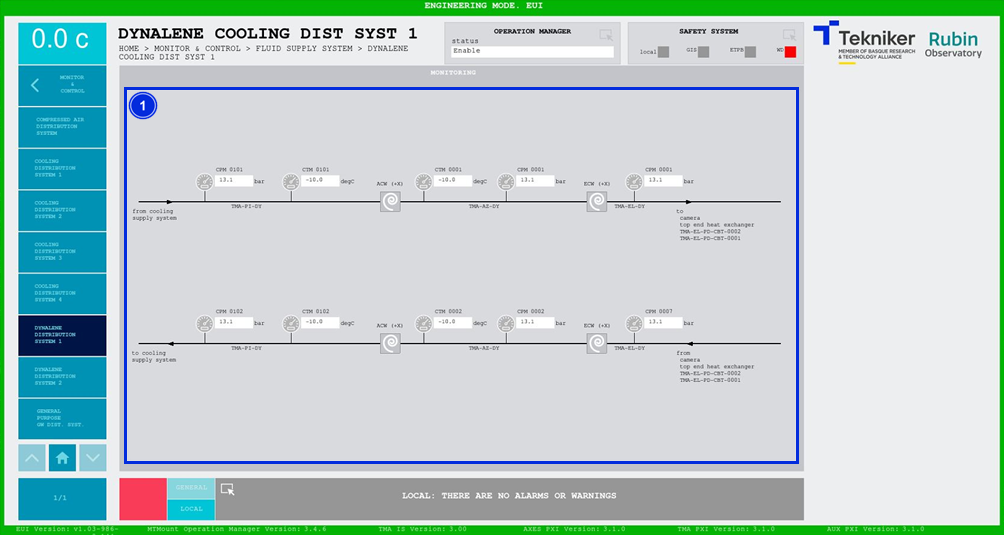 ENGINEERING MODE. EUI
0.0 c
DYNALENE COOLING DIST SYST 1
HOME > MONITOR & CONTROL > FLUID SUPPLY SYSTEM > DYNALENE
COOLING DIST SYST 1
OPERATION MANAGER
status
Enable
SAFETY SYSTEM
local
GIS
ETPB
WD
Tekniker
MEMBER OF BASQUE RESEARCH
& TECHNOLOGY ALLIANCE
Rubin
Observatory
MONITOR
&
CONTROL
COMPRESSED AIR
DISTRIBUTION
SYSTEM
COOLING
DISTRIBUTION
SYSTEM 1
COOLING
DISTRIBUTION
SYSTEM 2
COOLING
DISTRIBUTION
SYSTEM 3
COOLING
DISTRIBUTION
SYSTEM 4
DYNALENE
DISTRIBUTION
SYSTEM 1
DYNALENE
DISTRIBUTION
SYSTEM 2
GENERAL
PURPOSE
GW DIST. SYST.
1/1
MONITORING
1
CPM 0101
13.1 bar
CTM 0101
-10.0 degC
ACW (+X)
CTM 0001
-10.0 degC
CPM 0001
13.1 bar
ECW (+X)
CPM 0001
13.1 bar
from cooling
supply system
TMA-PI-DY
TMA-AZ-DY
TMA-EL-DY
to
camera
top end heat exchanger
TMA-EL-PD-CBT-0002
TMA-EL-PD-CBT-0001
CPM 0102
13.1 bar
CTM 0102
-10.0 degC
ACW (+X)
CTM 0002
-10.0 degC
CPM 0002
13.1 bar
ECW (+X)
CPM 0007
13.1 bar
to cooling
supply system
TMA-PI-DY
TMA-AZ-DY
TMA-EL-DY
from
camera
top end heat exchanger
TMA-EL-PD-CBT-0002
TMA-EL-PD-CBT-0001
GENERAL
LOCAL
LOCAL: THERE ARE NO ALARMS OR WARNINGS
EUI Version: v1.03-986-
MTMount Operation Manager Version: 3.4.6
TMA IS Version: 3.00
AXES PXI Version: 3.1.0
TMA PXI Version: 3.1.0
AUX PXI Version: 3.1.0